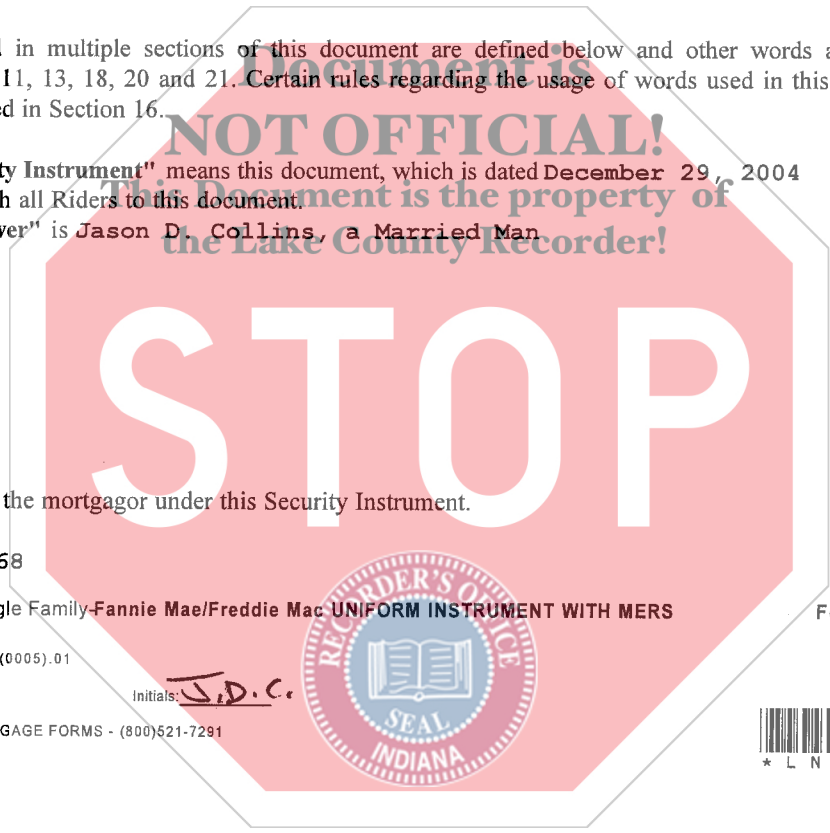 in multiple sections of this document are defined below and other words
11, 13, 18, 20 and 21. Certain rules regarding the usage of words used in this
ed in Section 16.
Document is
NOT OFFICIAL!
This Document is the property of
the Lake County Recorder!
ty Instrument" means this document, which is dated December 29, 2004
h all Riders to this document.
wer" is Jason D. Collins, a Married Man
STOP
the mortgagor under this Security Instrument.
68
gle Family-Fannie Mae/Freddie Mac UNIFORM INSTRUMENT WITH MERS
F
(0005).01
Initials: J.D.C.
GAGE FORMS - (800)521-7291
RECORDER'S OFFICE
SEAL
INDIANA
* L N